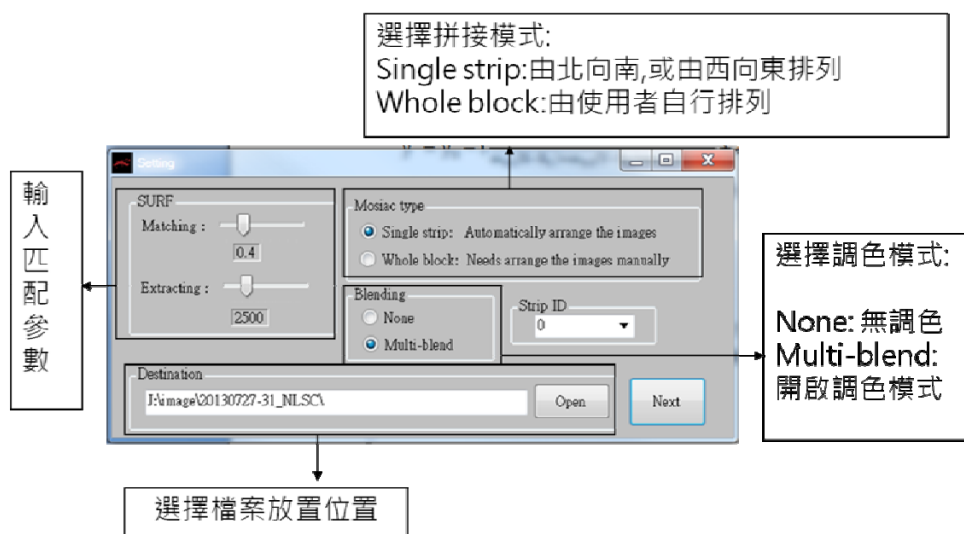 選擇拼接模式:
Single strip:由北向南,或由西向東排列
Whole block:由使用者自行排列
Setting
輸入匹配參數
SURF
Matching :
0.4
Extracting :
2500
Mosiac type
Single strip: Automatically arrange the images
Whole block: Needs arrange the images manually
Blending
None
Multi-blend
Strip ID
0
Destination
J:\image\20130727-31_NLSC\
Open
Next
選擇調色模式:
None: 無調色
Multi-blend:
開啟調色模式
選擇檔案放置位置